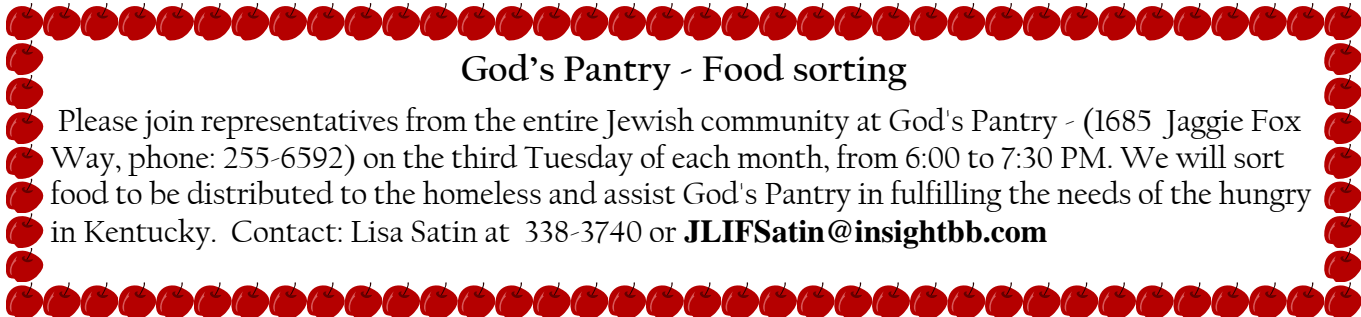 God’s Pantry - Food sorting
Please join representatives from the entire Jewish community at God's Pantry - (1685 Jaggie Fox
Way, phone: 255-6592) on the third Tuesday of each month, from 6:00 to 7:30 PM. We will sort
food to be distributed to the homeless and assist God's Pantry in fulfilling the needs of the hungry
in Kentucky. Contact: Lisa Satin at 338-3740 or JLIFSatin@insightbb.com